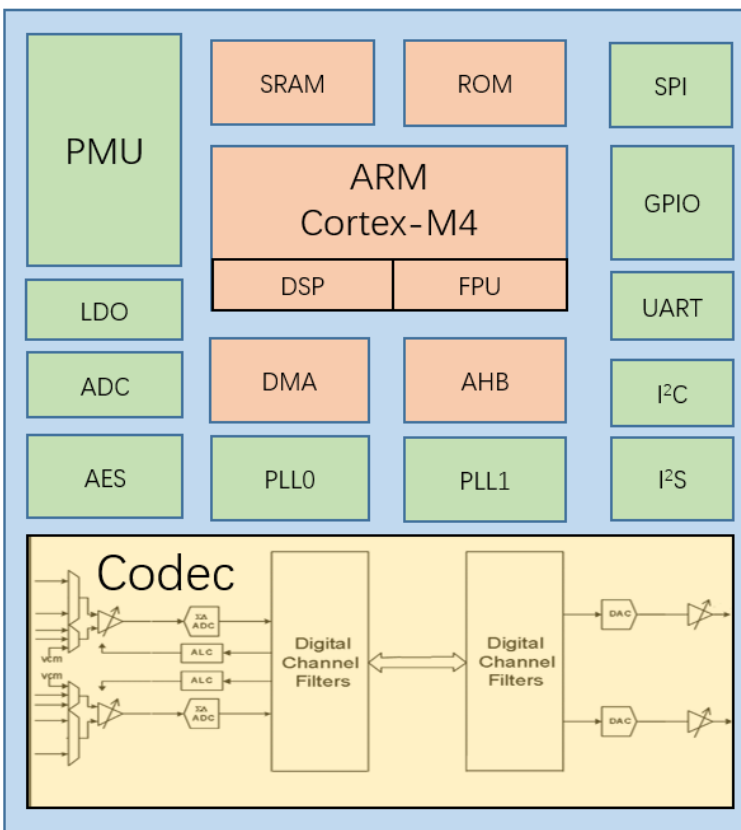 PMU
SRAM
ROM
SPI
ARM
Cortex-M4
GPIO
DSP
FPU
LDO
UART
ADC
DMA
AHB
I²C
AES
PLL0
PLL1
I²S
Codec
ΣΔ
ADC
ALC
vcm
vcm
ALC
ΣΔ
ADC
Digital
Channel
Filters
Digital
Channel
Filters
DAC
DAC